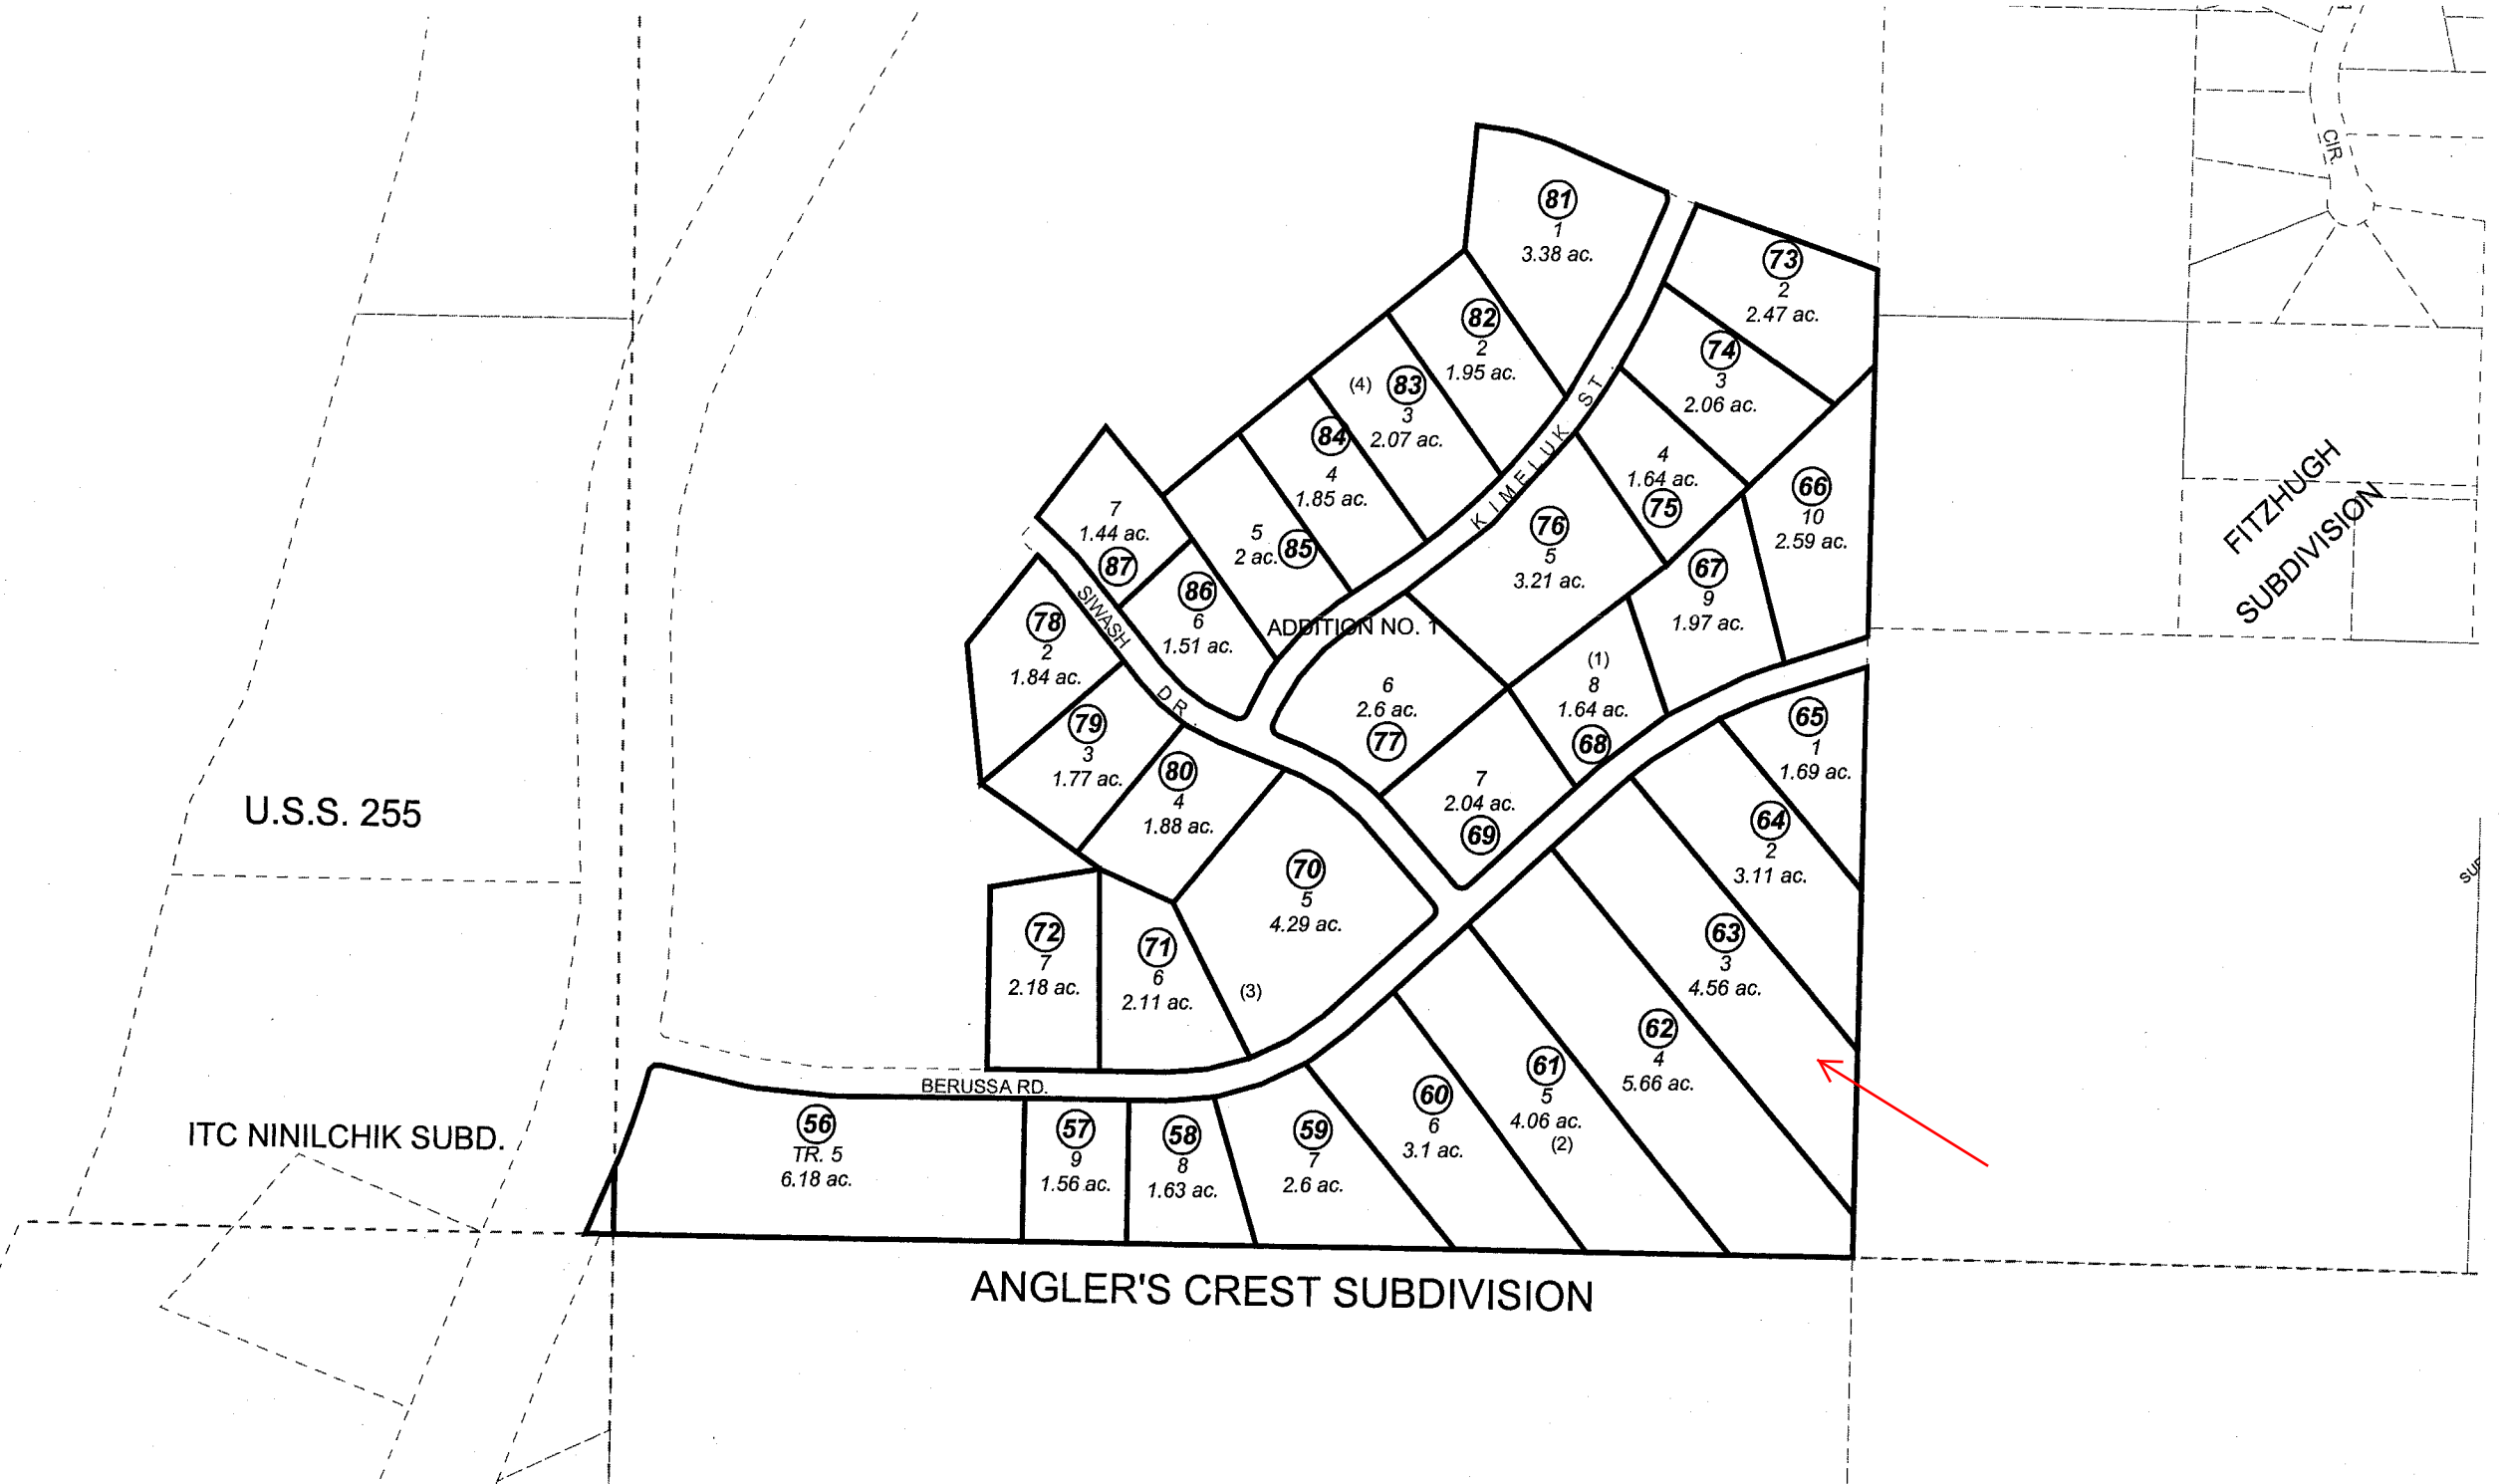 CIR.
81
1
3.38 ac.
73
2
2.47 ac.
82
2
1.95 ac.
74
3
2.06 ac.
(4)
83
3
2.07 ac.
KIMELUK ST.
84
4
1.85 ac.
4
1.64 ac.
75
66
10
2.59 ac.
FITZHUGH
SUBDIVISION
7
1.44 ac.
87
5
2 ac.
85
76
5
3.21 ac.
67
9
1.97 ac.
86
6
1.51 ac.
SIWASH DR.
78
2
1.84 ac.
ADDITION NO. 1
(1)
8
1.64 ac.
68
6
2.6 ac.
77
65
1
1.69 ac.
79
3
1.77 ac.
80
4
1.88 ac.
7
2.04 ac.
69
64
2
3.11 ac.
U.S.S. 255
70
5
4.29 ac.
72
7
2.18 ac.
71
6
2.11 ac.
(3)
63
3
4.56 ac.
62
4
5.66 ac.
61
5
4.06 ac.
(2)
BERUSSA RD.
60
6
3.1 ac.
56
TR. 5
6.18 ac.
57
9
1.56 ac.
58
8
1.63 ac.
59
7
2.6 ac.
ITC NINILCHIK SUBD.
ANGLER'S CREST SUBDIVISION